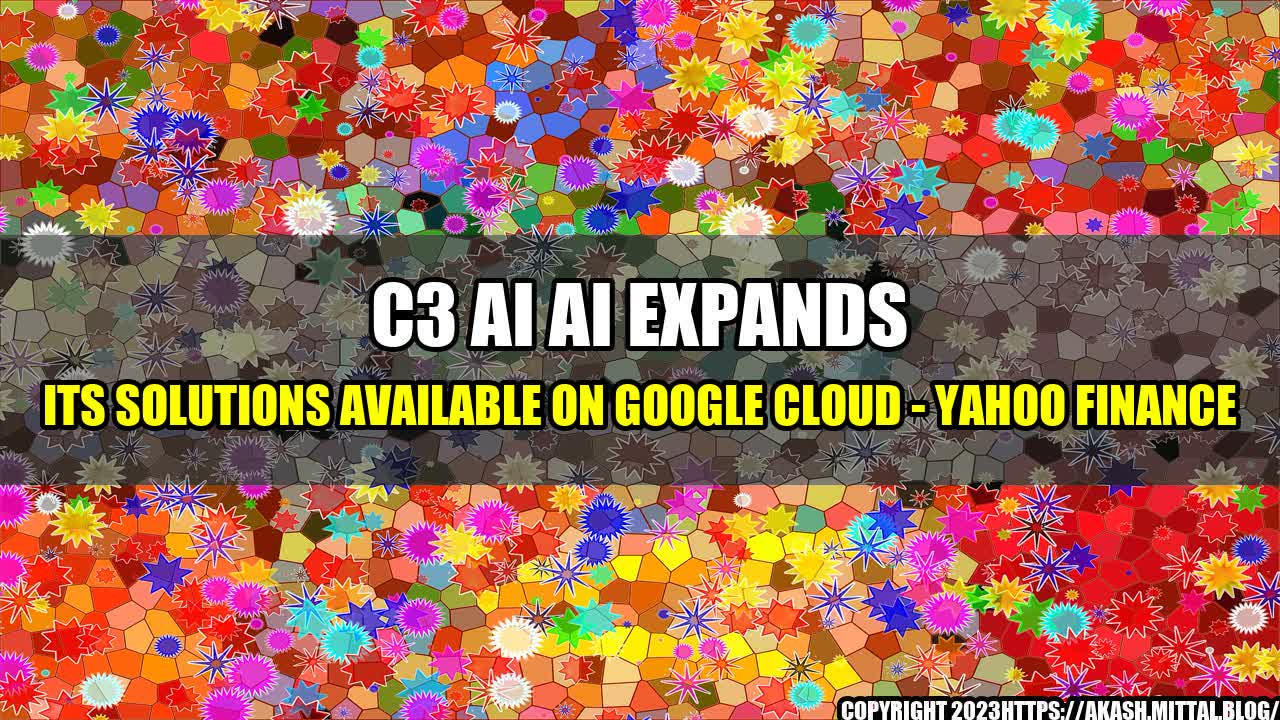 C3 AI AI EXPANDS
ITS SOLUTIONS AVAILABLE ON GOOGLE CLOUD - YAHOO FINANCE
COPYRIGHT 2023HTTPS://AKASH.MITTAL.BLOG/